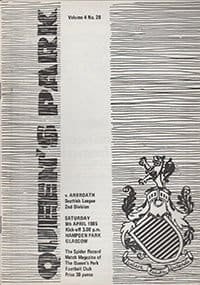 QUEEN'S PARK.
Volume 4 No. 20
v ARBROATH
Scottish League
2nd Division
SATURDAY
6th APRIL 1985
Kick-off 3.00 p.m.
HAMPDEN PARK
GLASGOW
The Spider Record
Match Magazine of
The Queen's Park
Football Club
Price 30 pence